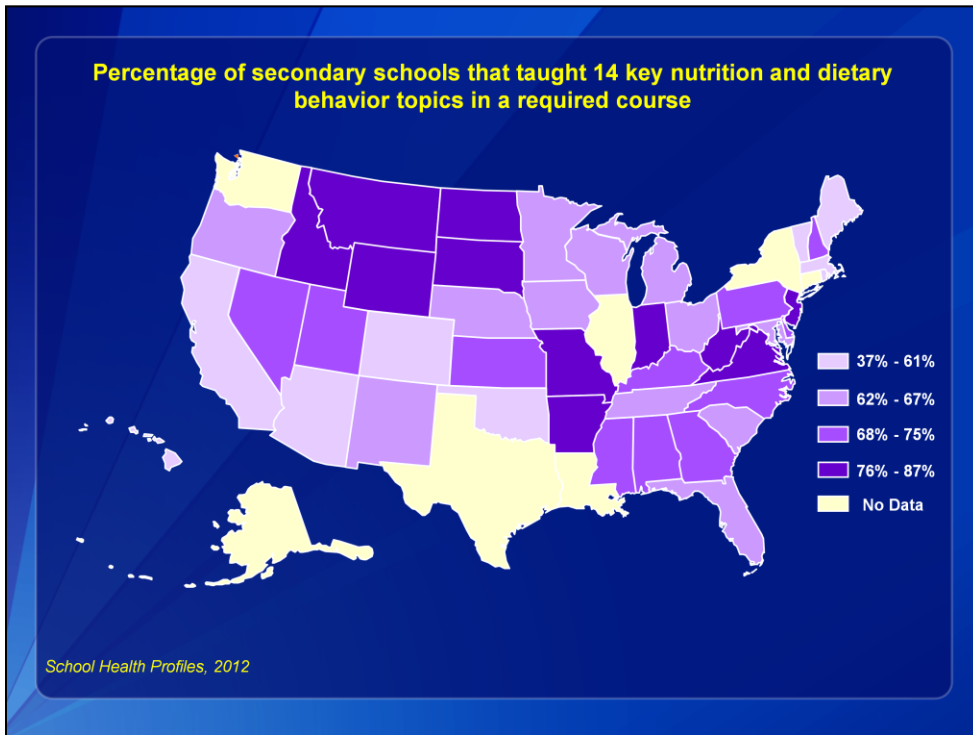 Percentage of secondary schools that taught 14 key nutrition and dietary
behavior topics in a required course
37% - 61%
62% - 67%
68% - 75%
76% - 87%
No Data
School Health Profiles, 2012